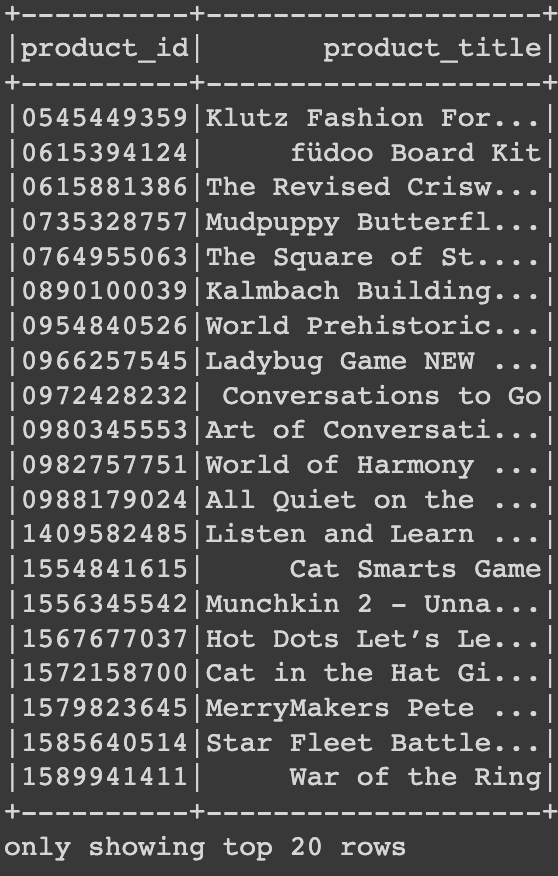 +----------+--------------------+
|product_id|       product_title|
+----------+--------------------+
|0545449359|Klutz Fashion For...|
|0615394124|     füdoo Board Kit|
|0615881386|The Revised Crisw...|
|0735328757|Mudpuppy Butterfl...|
|0764955063|The Square of St....|
|0890100039|Kalmbach Building...|
|0954840526|World Prehistoric...|
|0966257545|Ladybug Game NEW ...|
|0972428232| Conversations to Go|
|0980345553|Art of Conversati...|
|0982757751|World of Harmony ...|
|0988179024|All Quiet on the ...|
|1409582485|Listen and Learn ...|
|1554841615|     Cat Smarts Game|
|1556345542|Munchkin 2 - Unna...|
|1567677037|Hot Dots Let’s Le...|
|1572158700|Cat in the Hat Gi...|
|1579823645|MerryMakers Pete ...|
|1585640514|Star Fleet Battle...|
|1589941411|     War of the Ring|
+----------+--------------------+
only showing top 20 rows